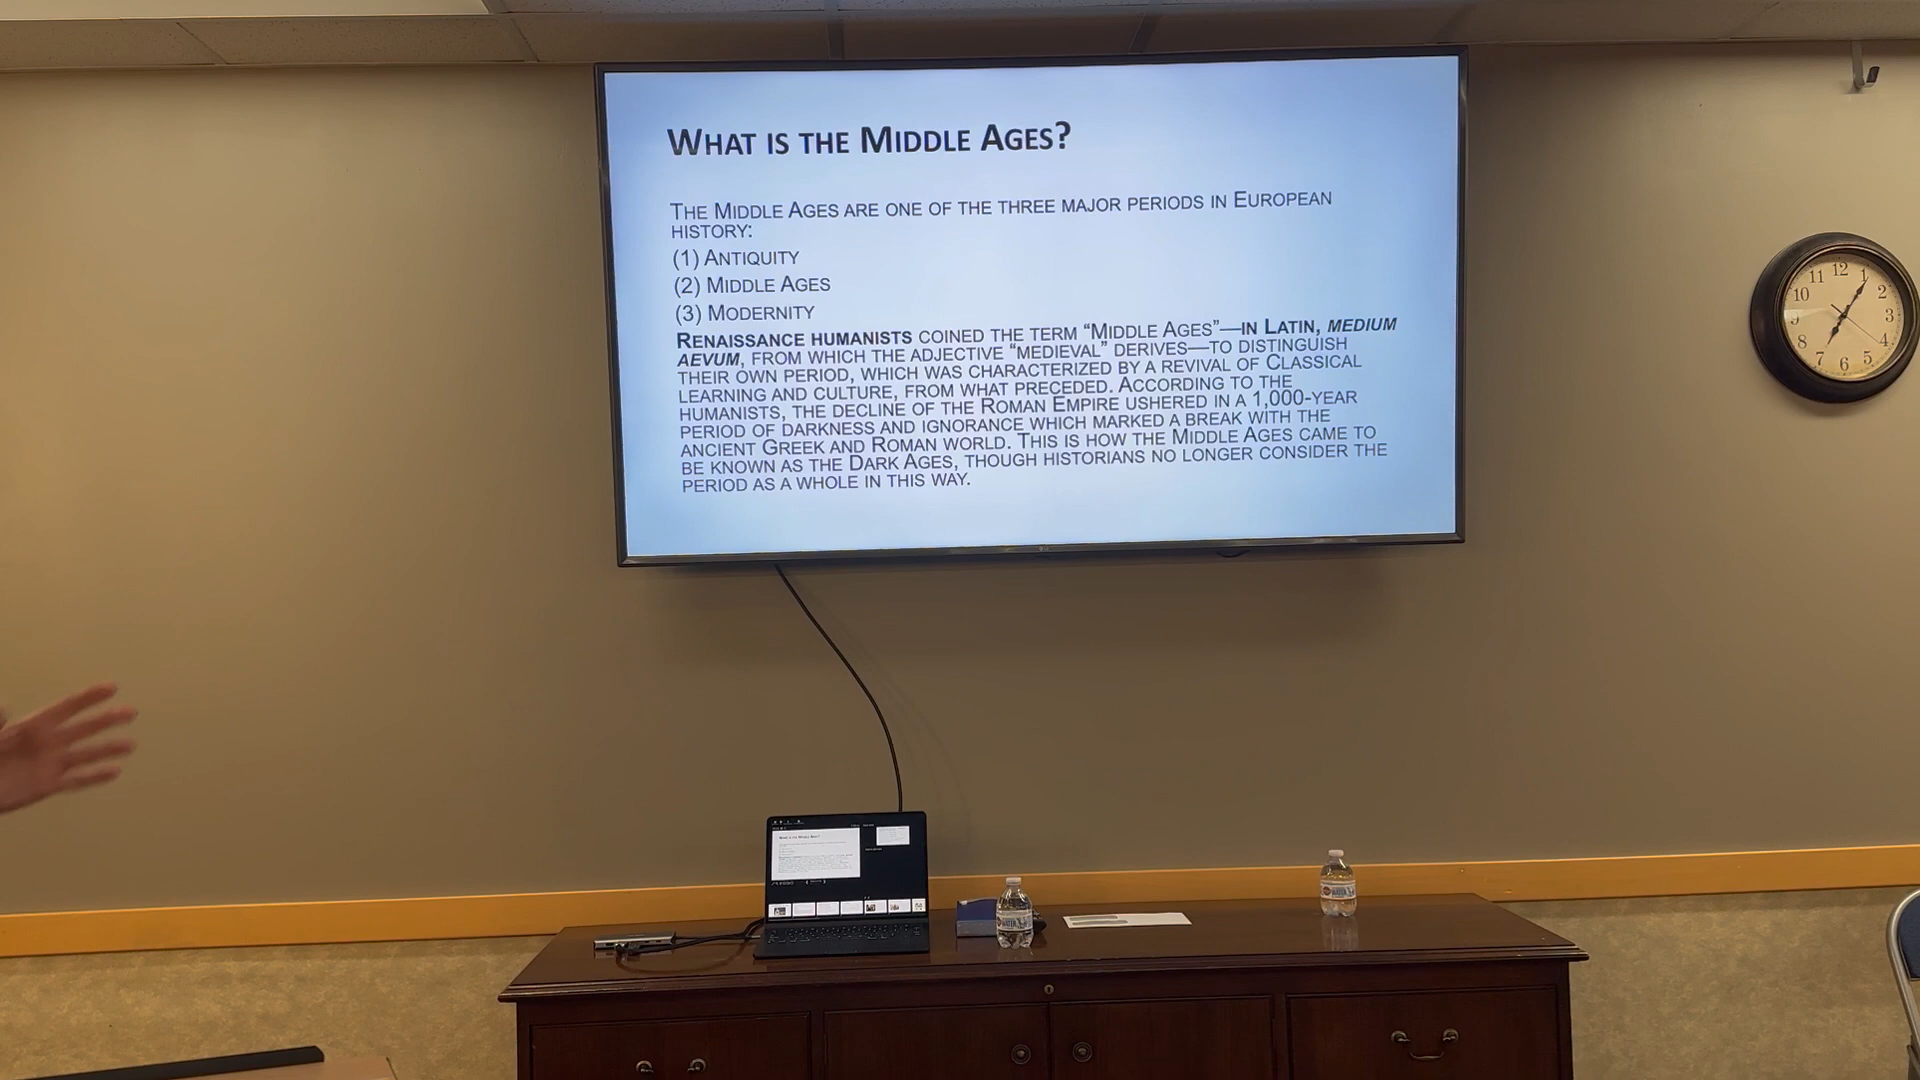 WHAT IS THE MIDDLE AGES?
THE MIDDLE AGES ARE ONE OF THE THREE MAJOR PERIODS IN EUROPEAN
HISTORY:
(1) ANTIQUITY
(2) MIDDLE AGES
(3) MODERNITY
RENAISSANCE HUMANISTS COINED THE TERM “MIDDLE AGES”—IN LATIN, MEDIUM
AEVUM, FROM WHICH THE ADJECTIVE “MEDIEVAL” DERIVES—TO DISTINGUISH
THEIR OWN PERIOD, WHICH WAS CHARACTERIZED BY A REVIVAL OF CLASSICAL
LEARNING AND CULTURE, FROM WHAT PRECEDED. ACCORDING TO THE
HUMANISTS, THE DECLINE OF THE ROMAN EMPIRE USHERED IN A 1,000-YEAR
PERIOD OF DARKNESS AND IGNORANCE WHICH MARKED A BREAK WITH THE
ANCIENT GREEK AND ROMAN WORLD. THIS IS HOW THE MIDDLE AGES CAME TO
BE KNOWN AS THE DARK AGES, THOUGH HISTORIANS NO LONGER CONSIDER THE
PERIOD AS A WHOLE IN THIS WAY.
12
1
2
3
4
5
6
7
8
9
10
11
WATER
WATER